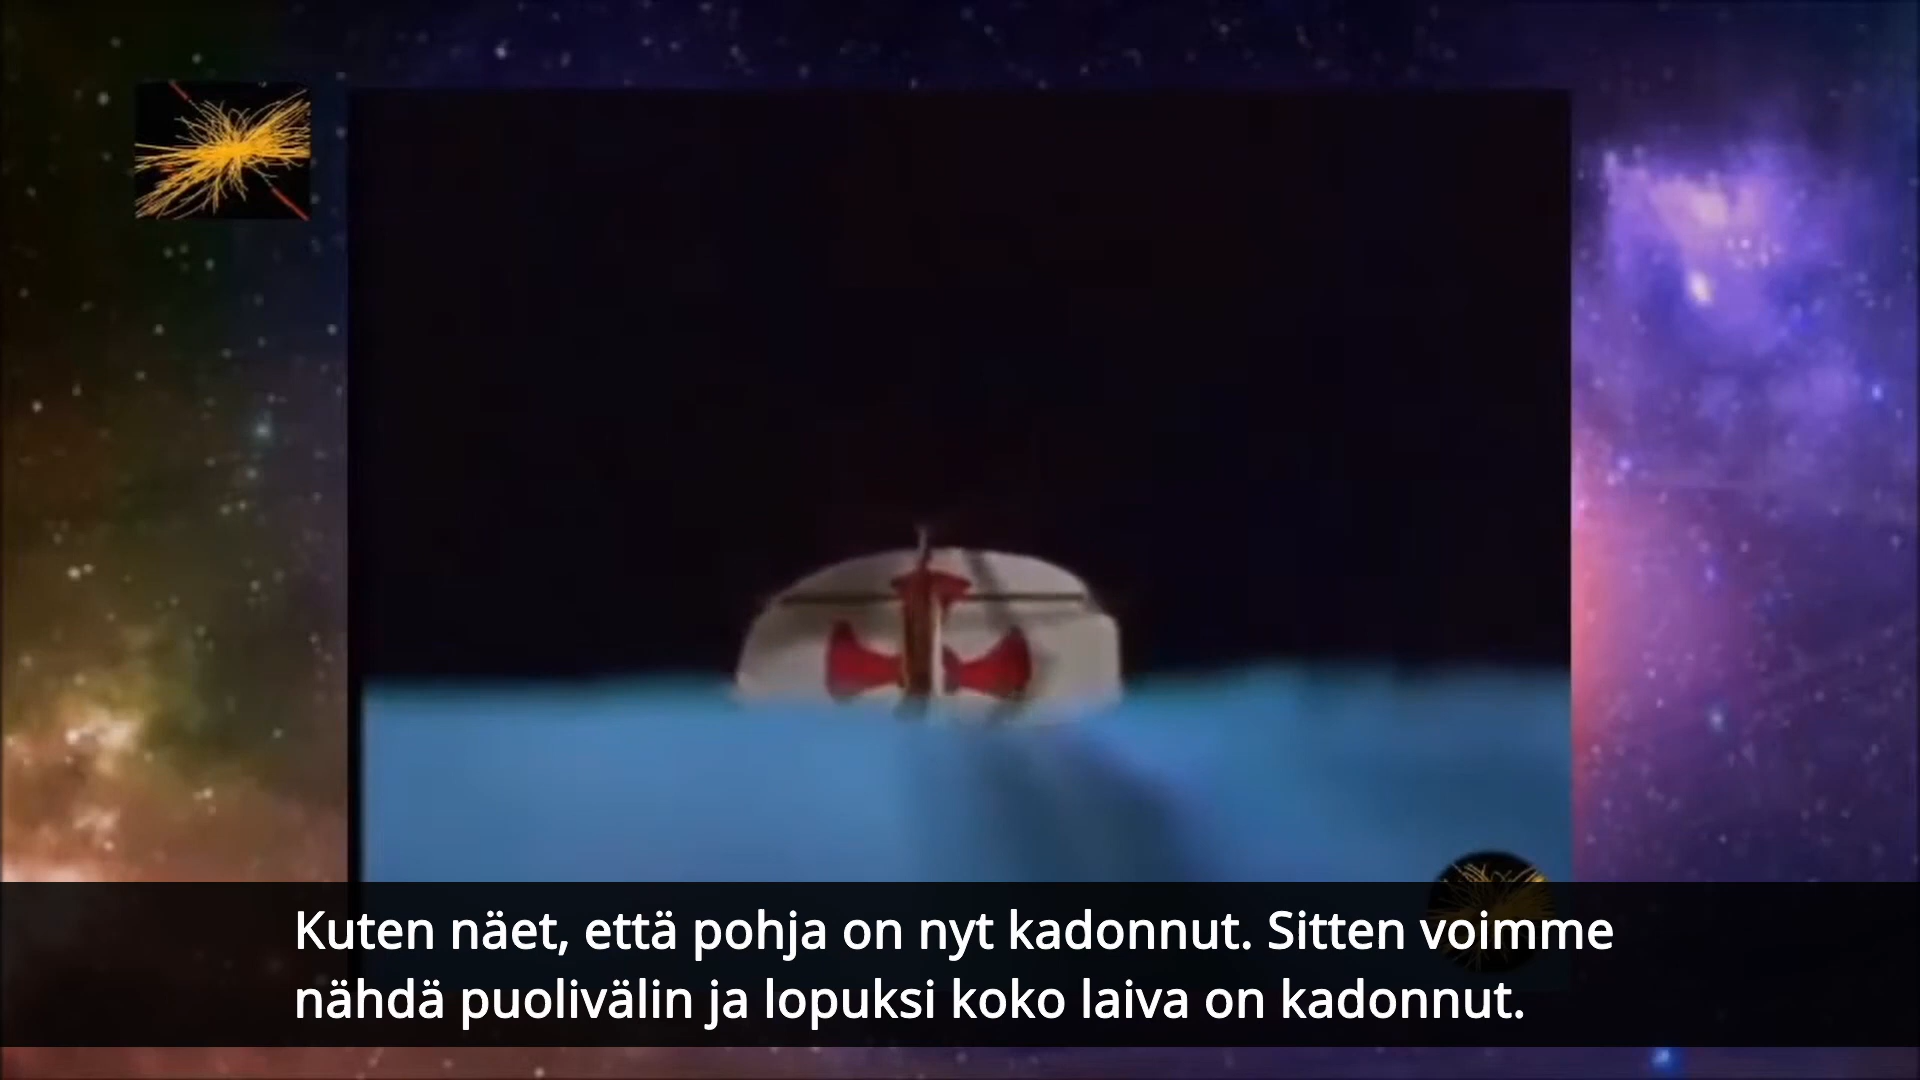 Kuten näet, että pohja on nyt kadonnut. Sitten voimme
nähdä puolivälin ja lopuksi koko laiva on kadonnut.